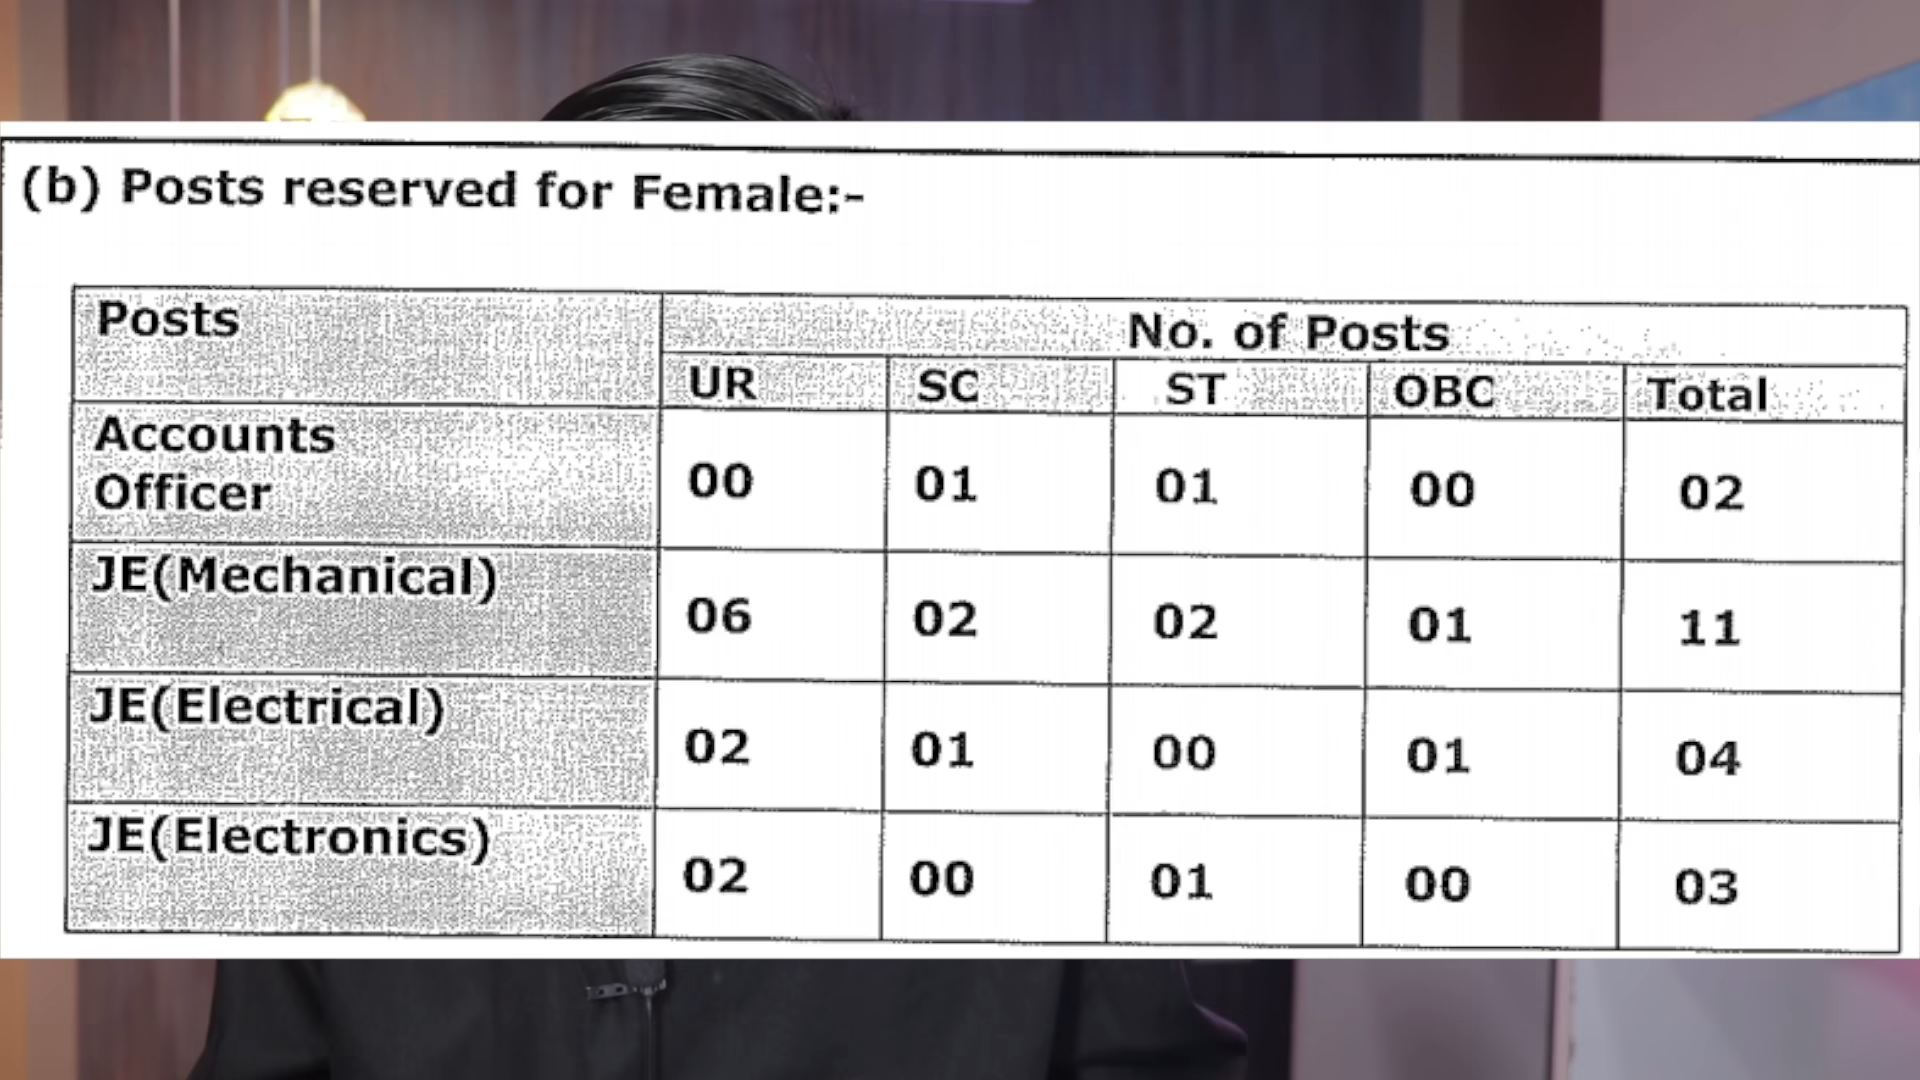 (b) Posts reserved for Female:-
Posts
No. of Posts
UR SC ST OBC Total
Accounts
Officer
00 01 01 00 02
JE(Mechanical)
06 02 02 01 11
JE(Electrical)
02 01 00 01 04
JE(Electronics)
02 00 01 00 03